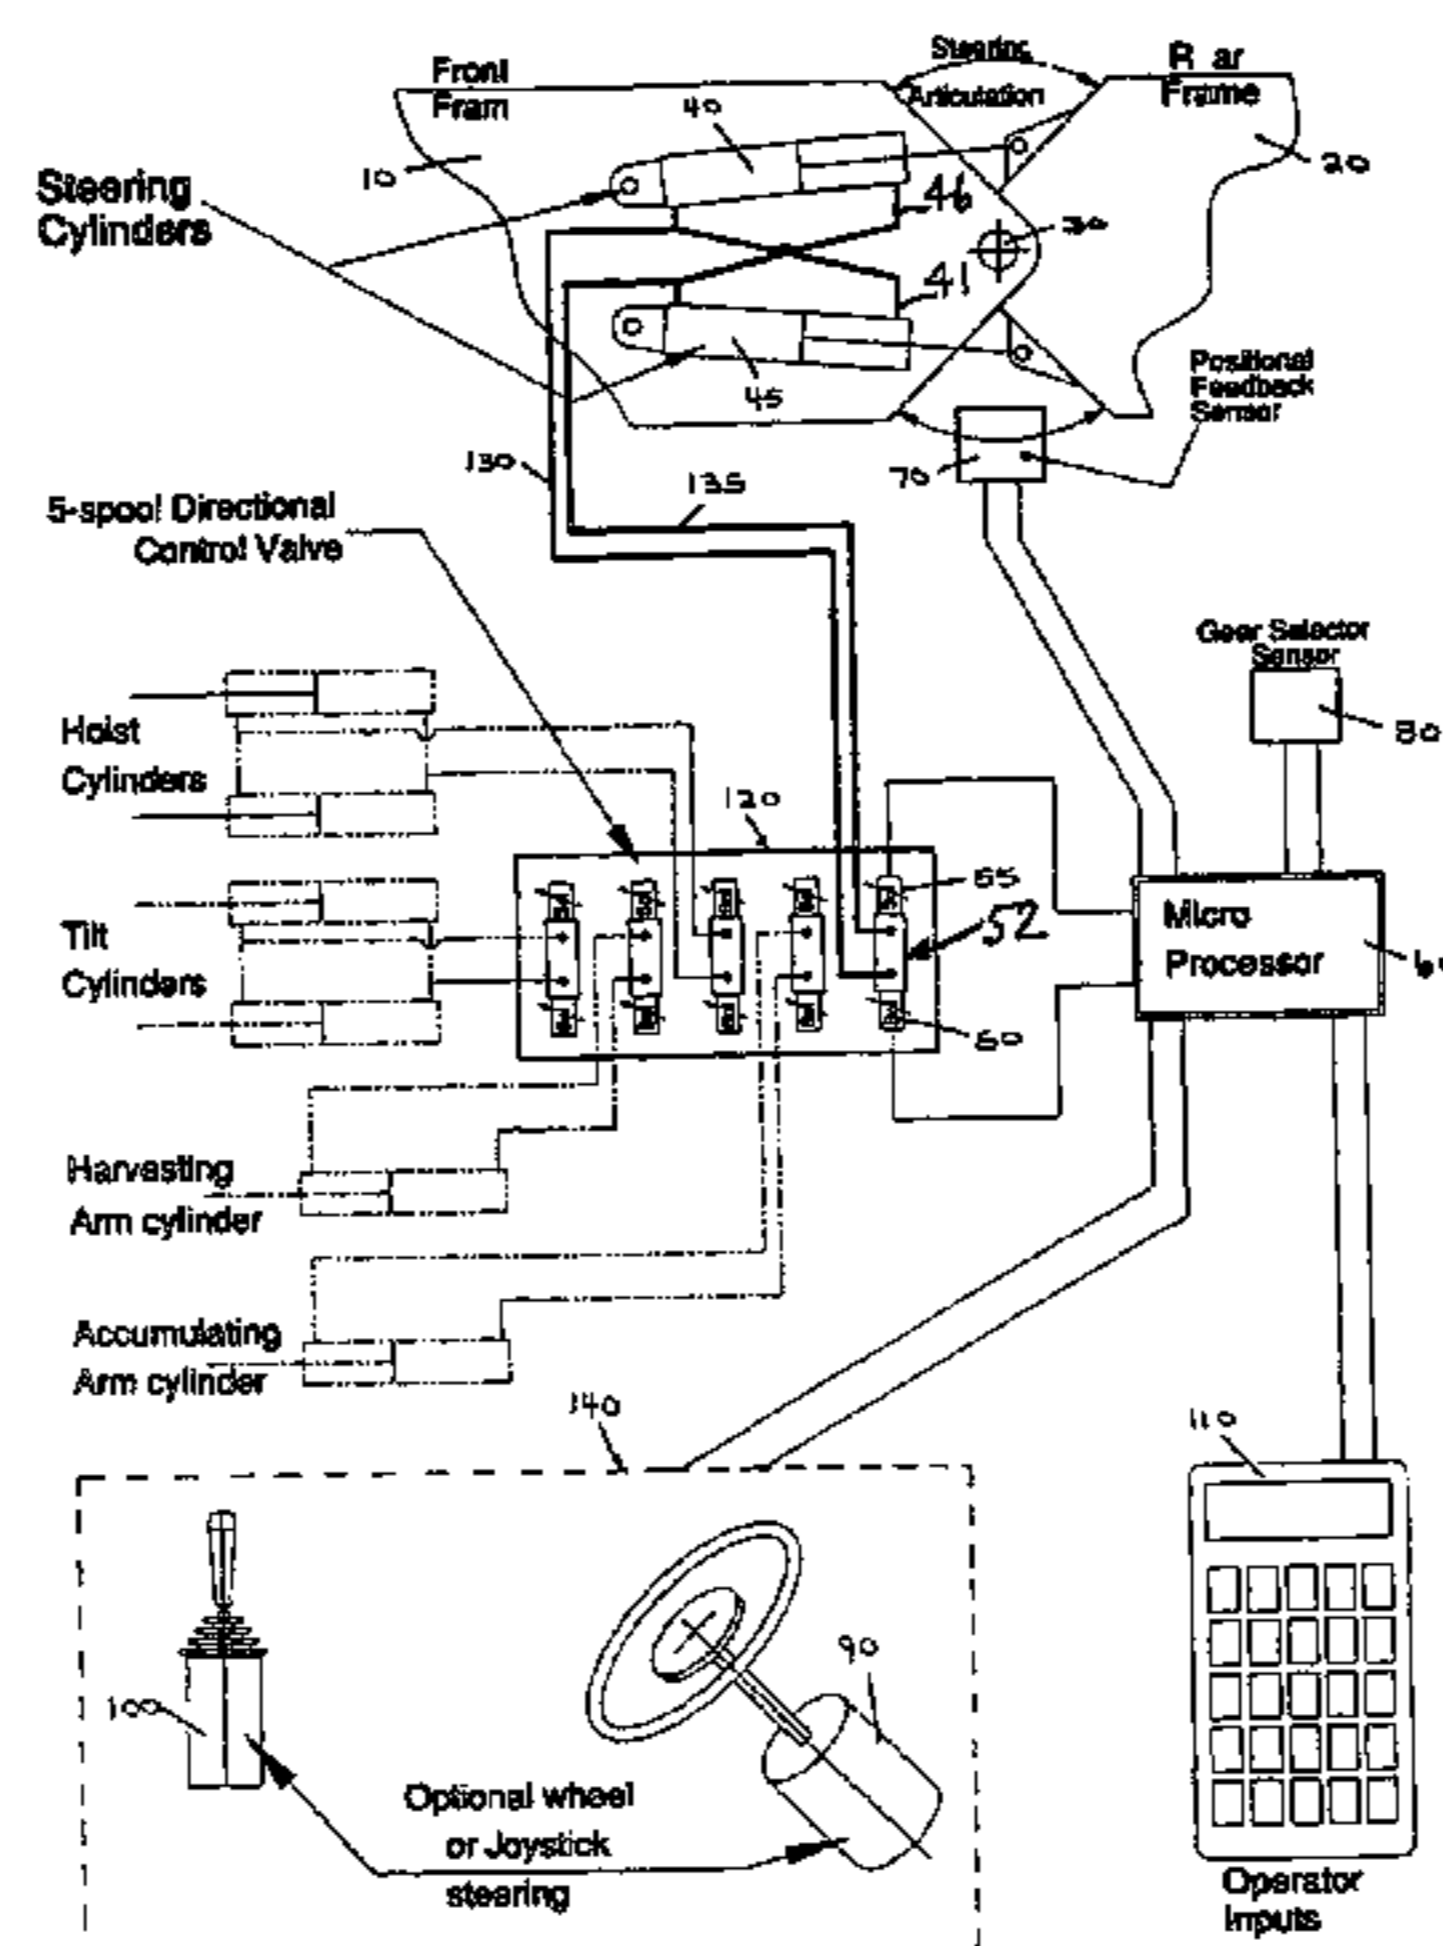 Front
Fram
Steering
Articulation
R ar
Frame
40
10
20
Steering
Cylinders
46
30
41
45
Positional
Feedback
Sensor
130
70
135
5-spool Directional
Control Valve
Gear Selector
Sensor
80
Hoist
Cylinders
120
55
52
Micro
Processor
Tilt
Cylinders
60
Harvesting
Arm cylinder
Accumulating
Arm cylinder
140
110
90
100
Optional wheel
or Joystick
steering
Operator
Inputs